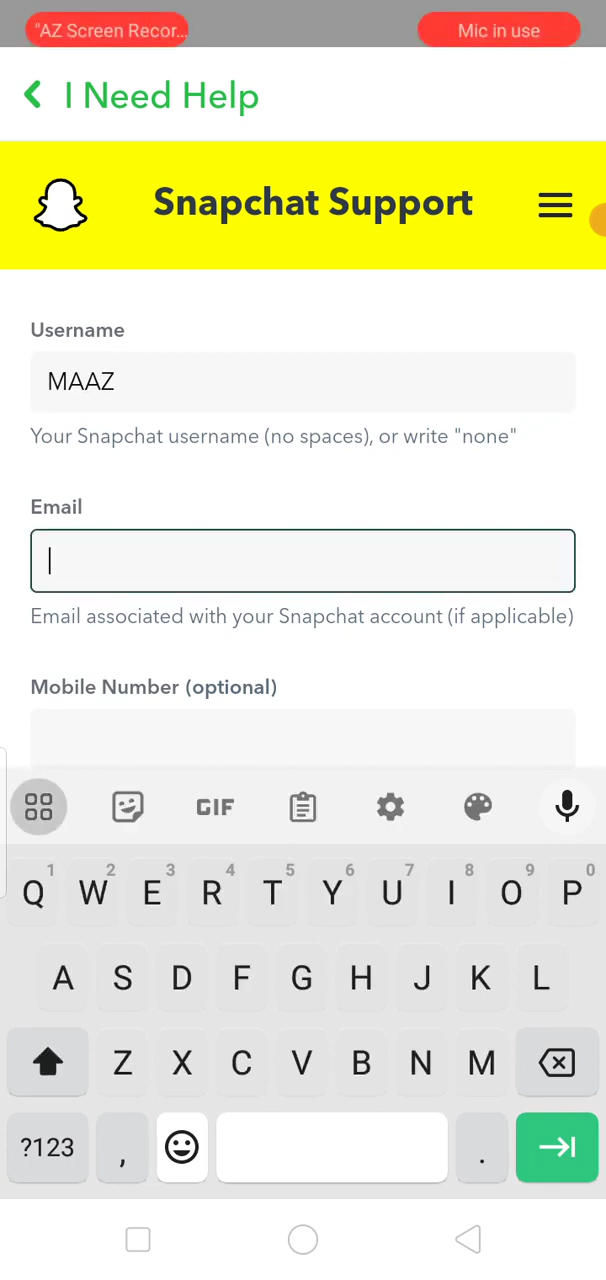 "AZ Screen Recor... Mic in use
I Need Help
Snapchat Support
Username
MAAZ
Your Snapchat username (no spaces), or write "none"
Email
Email associated with your Snapchat account (if applicable)
Mobile Number (optional)
GIF
1 2 3 4 5 6 7 8 9 0
Q W E R T Y U I O P
A S D F G H J K L
Z X C V B N M
?123 , .